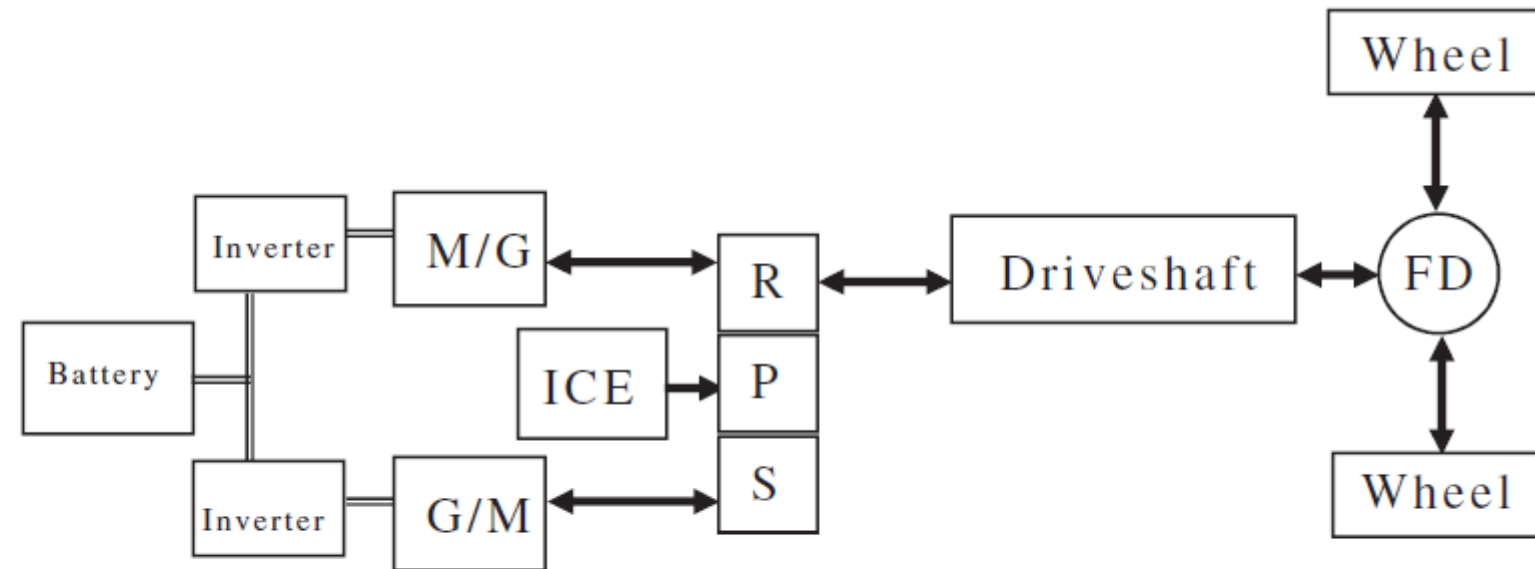 Wheel
Inverter
M/G
R
Driveshaft
FD
Battery
ICE
P
S
Wheel
Inverter
G/M